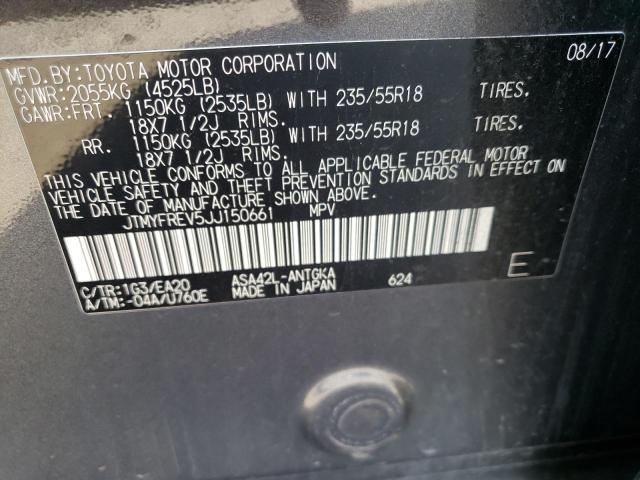 MFD.BY:TOYOTA MOTOR CORPORATION 08/17
GVWR:2055KG (4525LB)
GAWR:FRT. 1150KG (2535LB) WITH 235/55R18 TIRES.
18X7 1/2J RIMS.
RR. 1150KG (2535LB) WITH 235/55R18 TIRES.
18X7 1/2J RIMS.
THIS VEHICLE CONFORMS TO ALL APPLICABLE FEDERAL MOTOR
VEHICLE SAFETY AND THEFT PREVENTION STANDARDS IN EFFECT ON
THE DATE OF MANUFACTURE SHOWN ABOVE.
JTMYFREV5JJ150661 MPV
C/TR:1G3/EA20 ASA42L-ANTGKA 624 E
A/TM:-04A/U760E MADE IN JAPAN